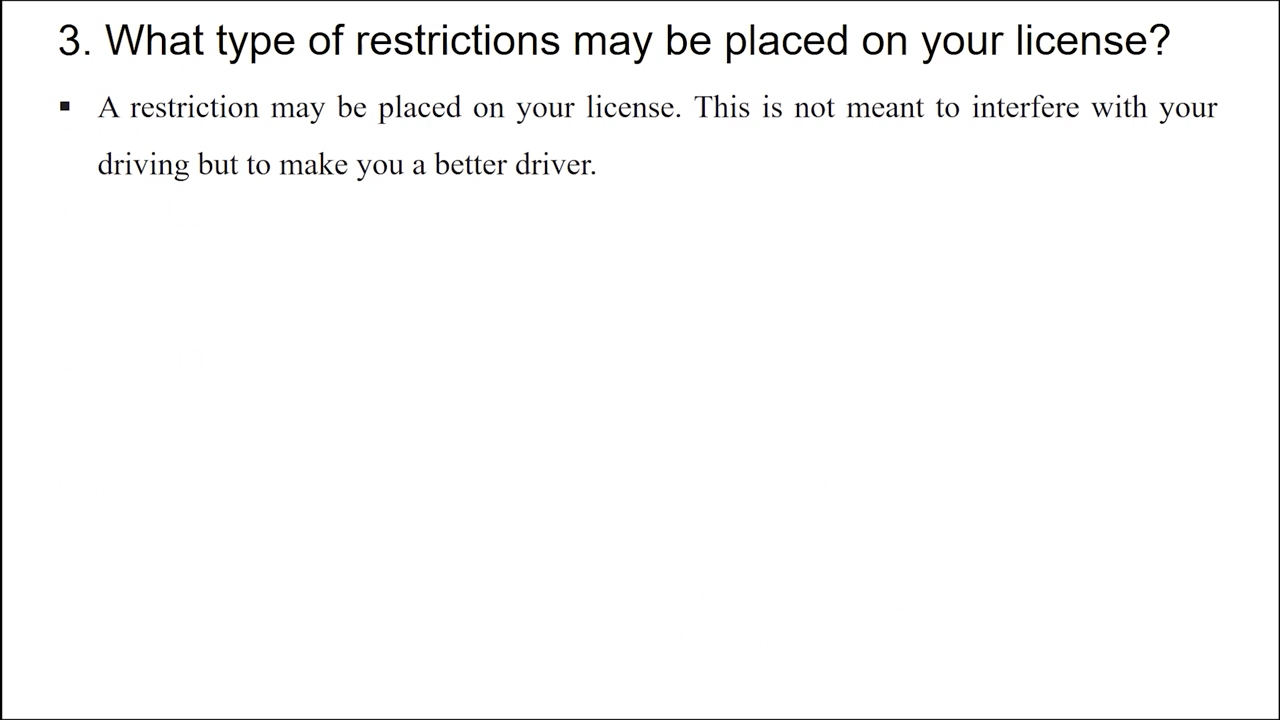 3. What type of restrictions may be placed on your license?
▪ A restriction may be placed on your license. This is not meant to interfere with your
driving but to make you a better driver.